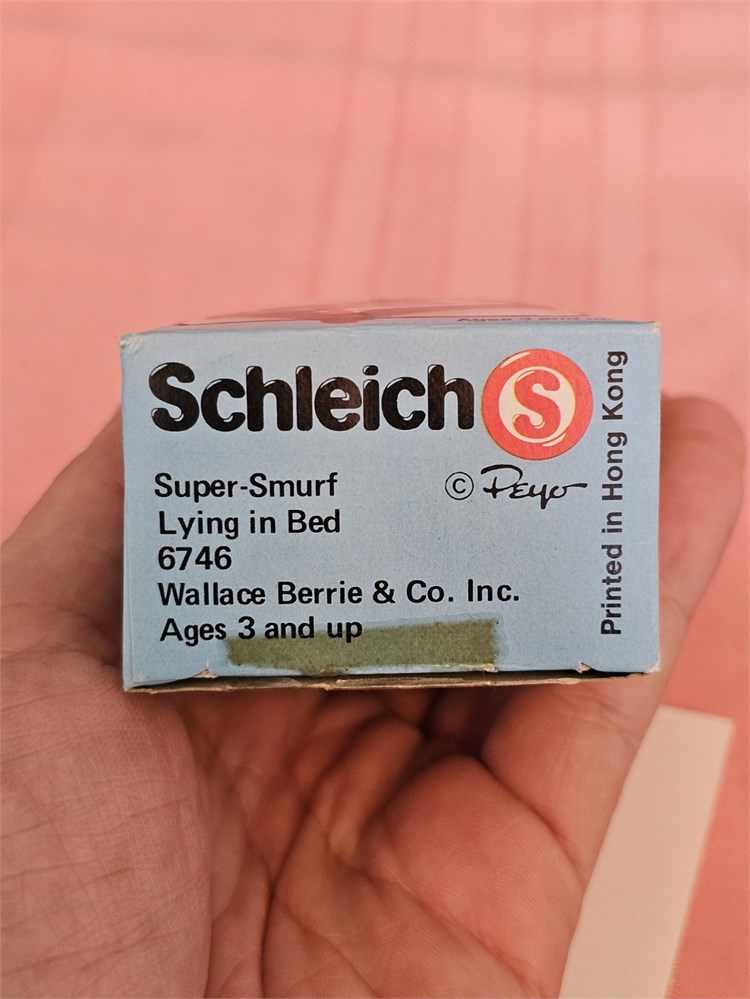 Schleich S
Super-Smurf
© Peyo
Lying in Bed
6746
Wallace Berrie & Co. Inc.
Ages 3 and up
Printed in Hong Kong